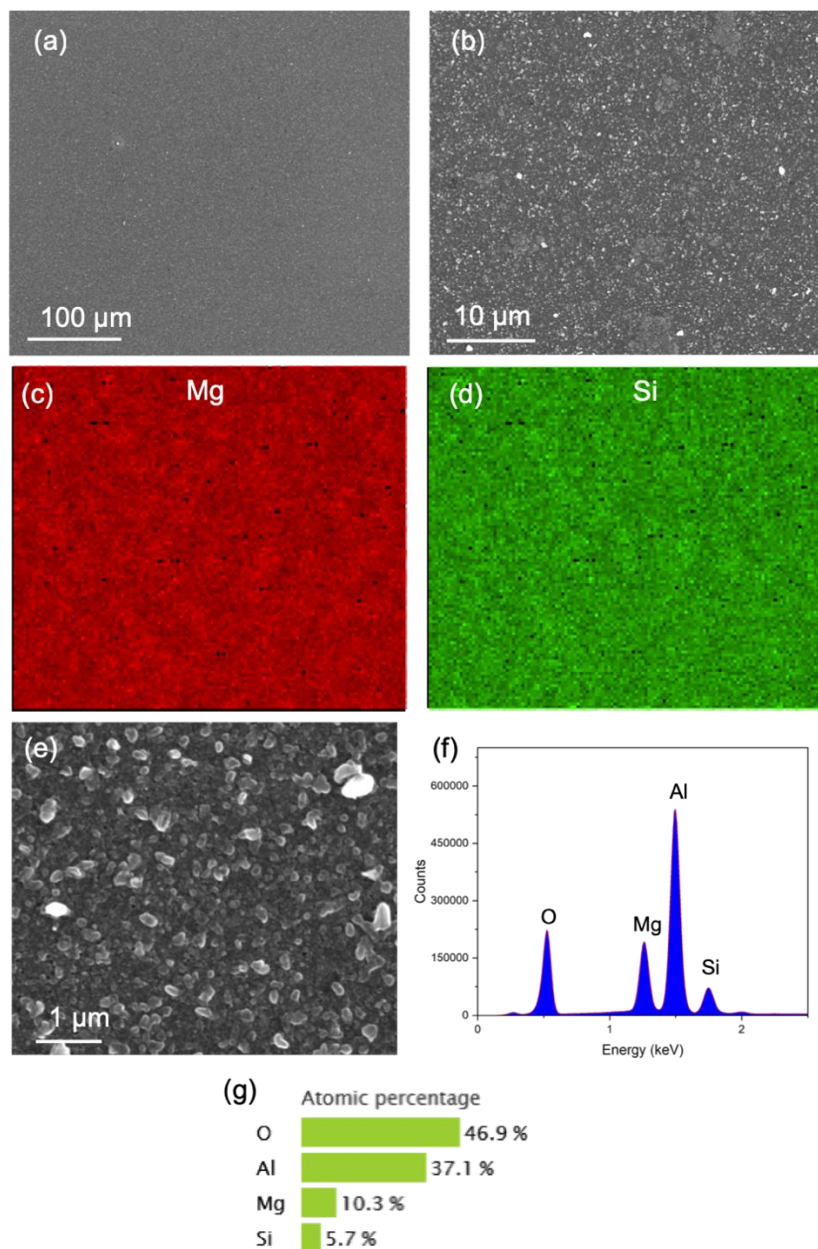 (a)
100 µm
(b)
10 µm
(c) Mg
(d) Si
(e)
1 µm
(f)
600000
450000
300000
150000
0
Counts
O
Mg
Al
Si
0 1 2
Energy (keV)
(g) Atomic percentage
O 46.9 %
Al 37.1 %
Mg 10.3 %
Si 5.7 %